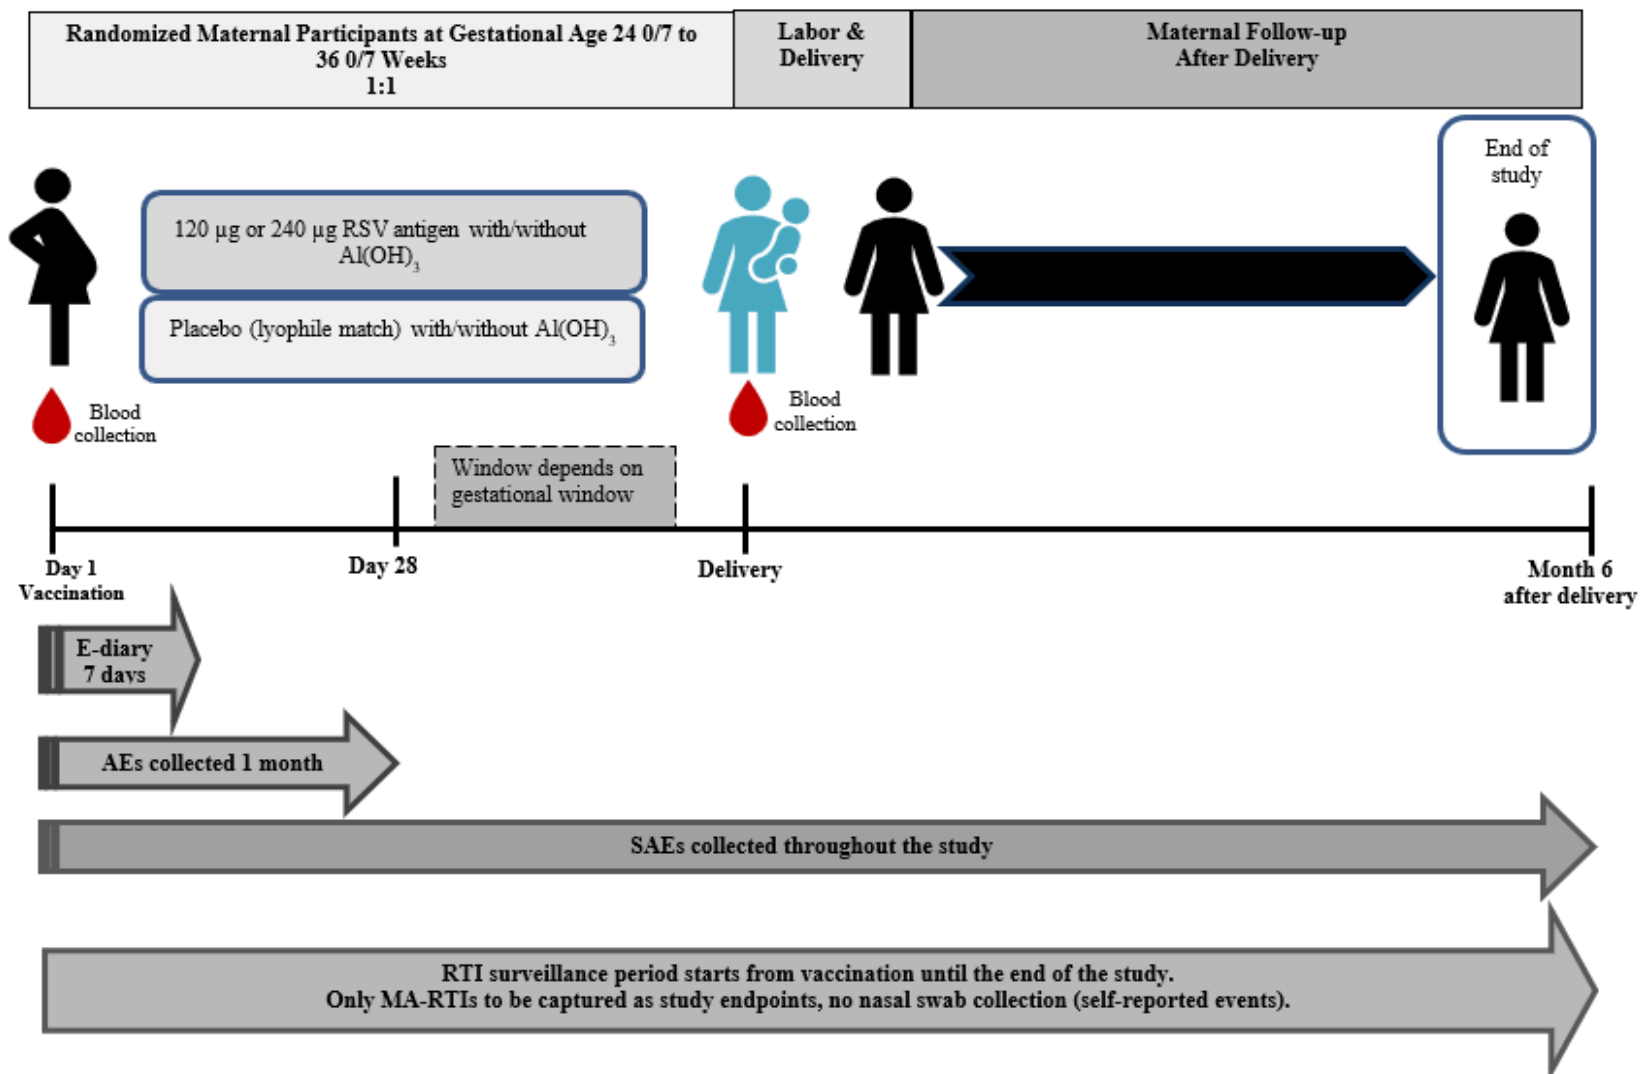 Randomized Maternal Participants at Gestational Age 24 0/7 to
36 0/7 Weeks
1:1
Labor &
Delivery
Maternal Follow-up
After Delivery
120 µg or 240 µg RSV antigen with/without
Al(OH)₃
Placebo (lyophile match) with/without Al(OH)₃
End of
study
Blood
collection
Blood
collection
Window depends on
gestational window
Day 1
Vaccination
Day 28
Delivery
Month 6
after delivery
E-diary
7 days
AEs collected 1 month
SAEs collected throughout the study
RTI surveillance period starts from vaccination until the end of the study.
Only MA-RTIs to be captured as study endpoints, no nasal swab collection (self-reported events).